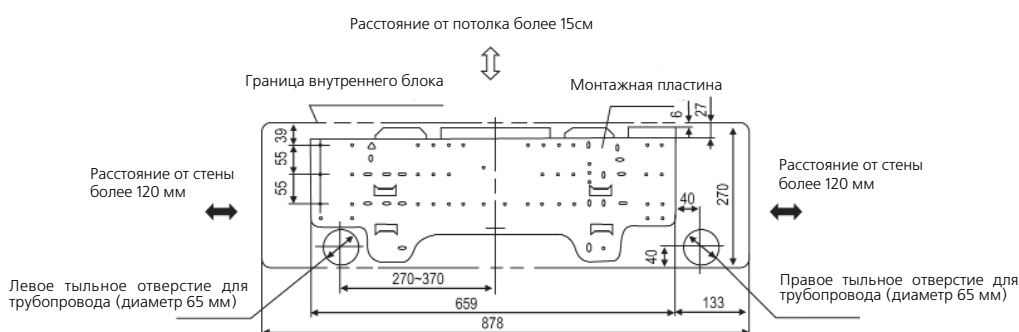 Расстояние от потолка более 15см
Граница внутреннего блока
Монтажная пластина
6
27
39
55
55
Расстояние от стены
более 120 мм
Расстояние от стены
более 120 мм
270
40
40
270~370
Левое тыльное отверстие для
трубопровода (диаметр 65 мм)
Правое тыльное отверстие для
трубопровода (диаметр 65 мм)
659
133
878